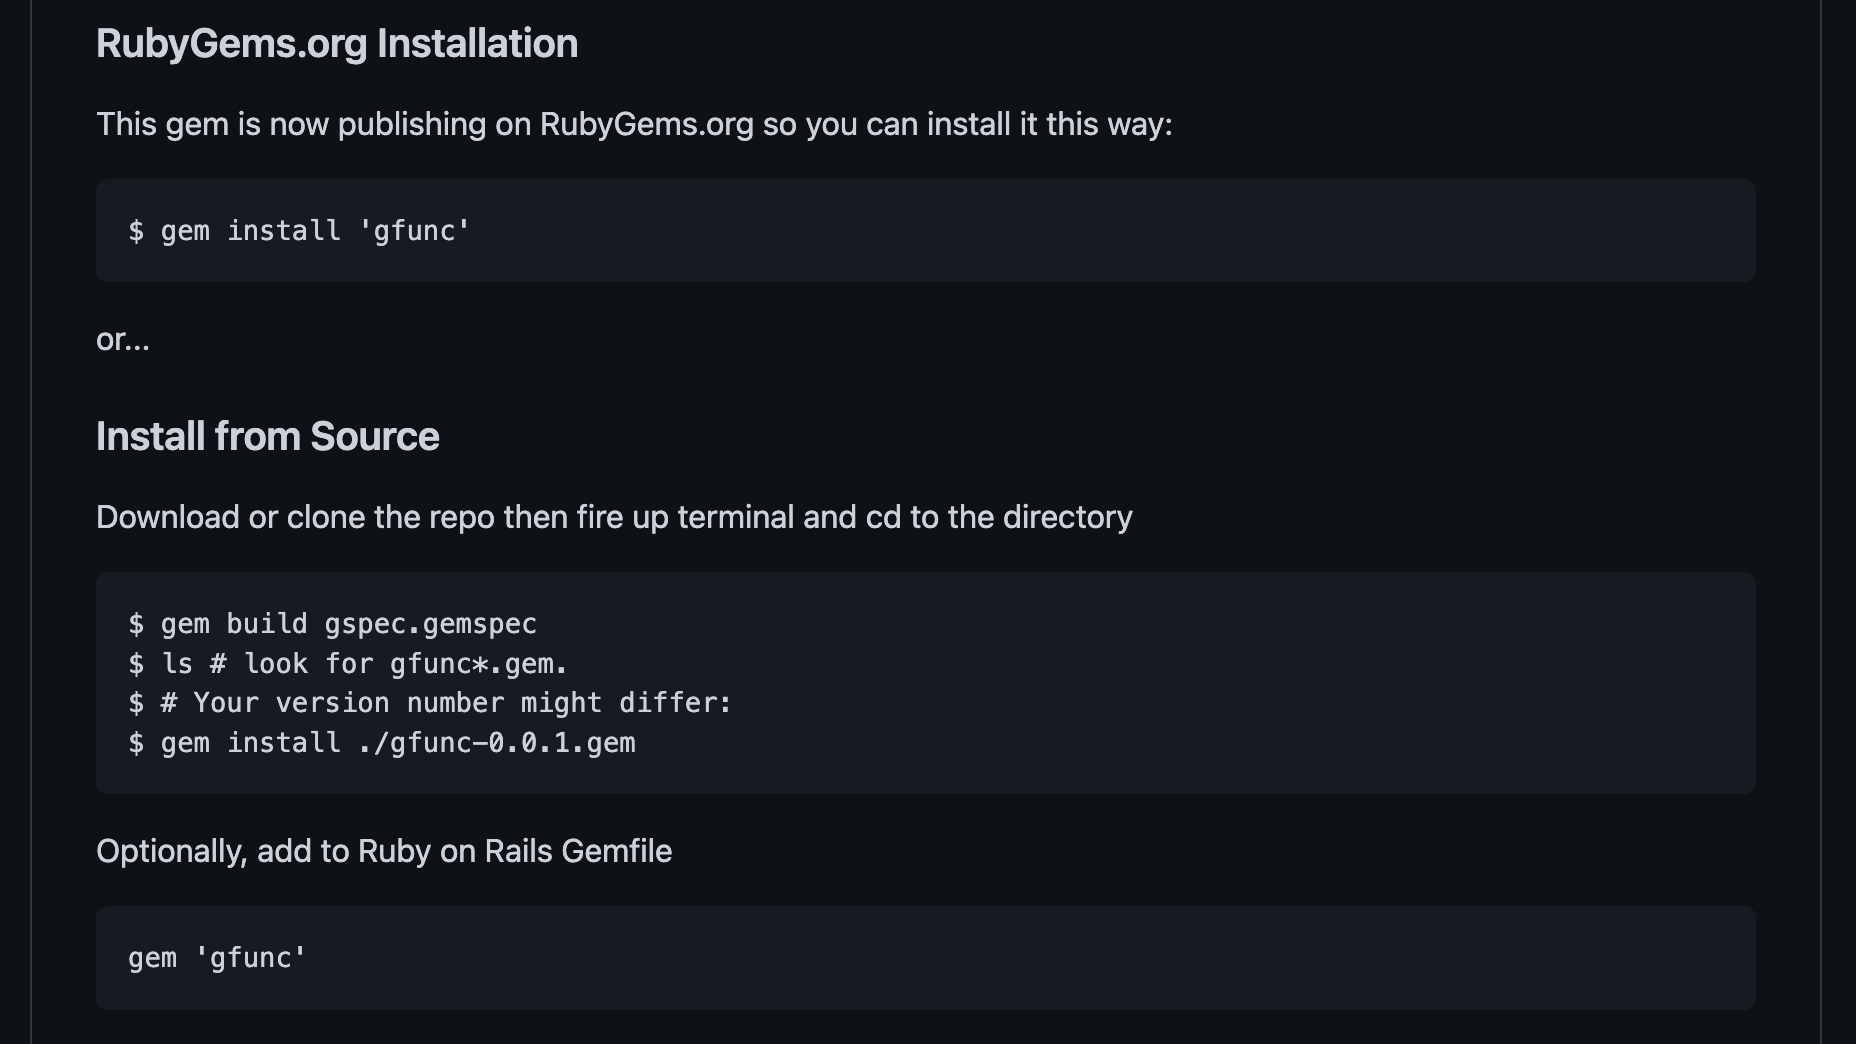 RubyGems.org Installation
This gem is now publishing on RubyGems.org so you can install it this way:
$ gem install 'gfunc'
or...
Install from Source
Download or clone the repo then fire up terminal and cd to the directory
$ gem build gspec.gemspec
$ ls # look for gfunc*.gem.
$ # Your version number might differ:
$ gem install ./gfunc-0.0.1.gem
Optionally, add to Ruby on Rails Gemfile
gem 'gfunc'